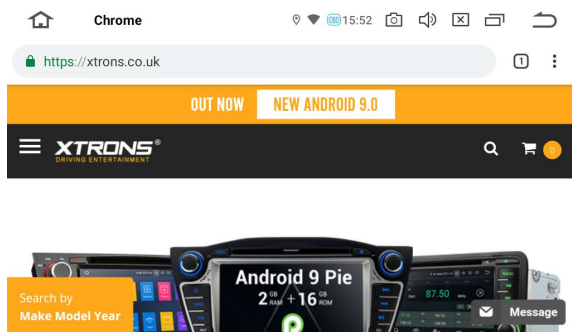 Chrome
OBD 15:52
https://xtrons.co.uk
1
OUT NOW NEW ANDROID 9.0
XTRONS®
DRIVING ENTERTAINMENT
0
Android 9 Pie
2 GB RAM + 16 GB ROM
87.50
Search by
Make Model Year
Message